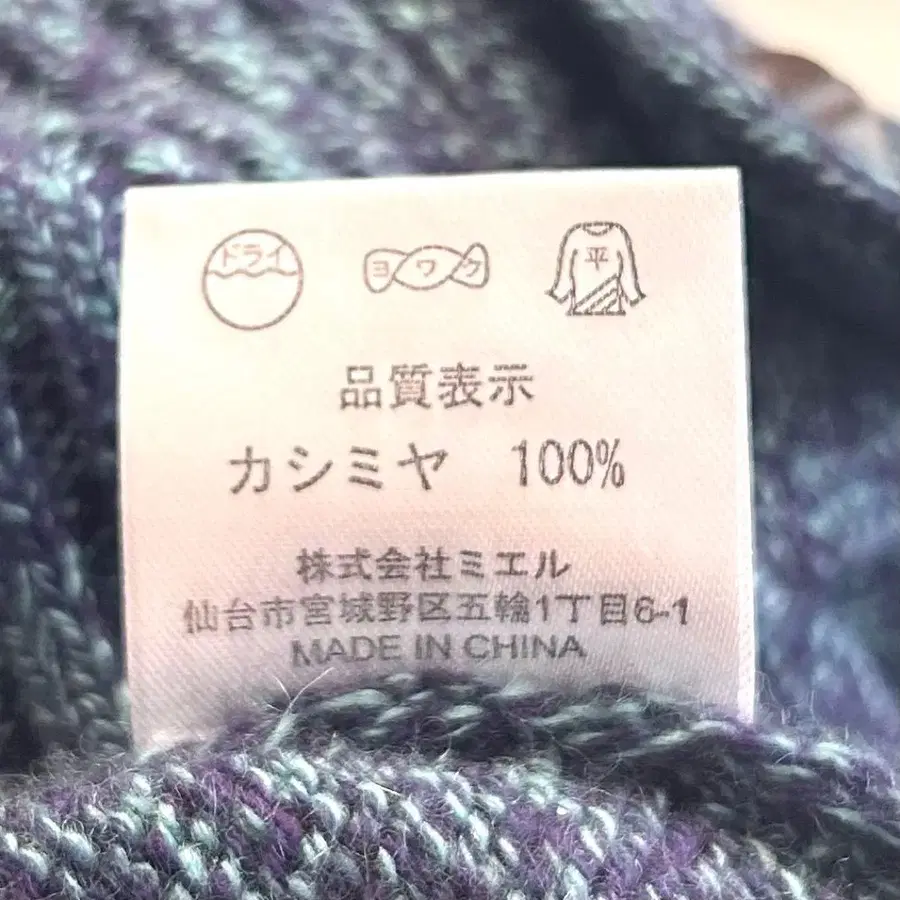 ドライ ヨワク 平
品質表示
カシミヤ 100%
株式会社ミエル
仙台市宮城野区五輪1丁目6-1
MADE IN CHINA